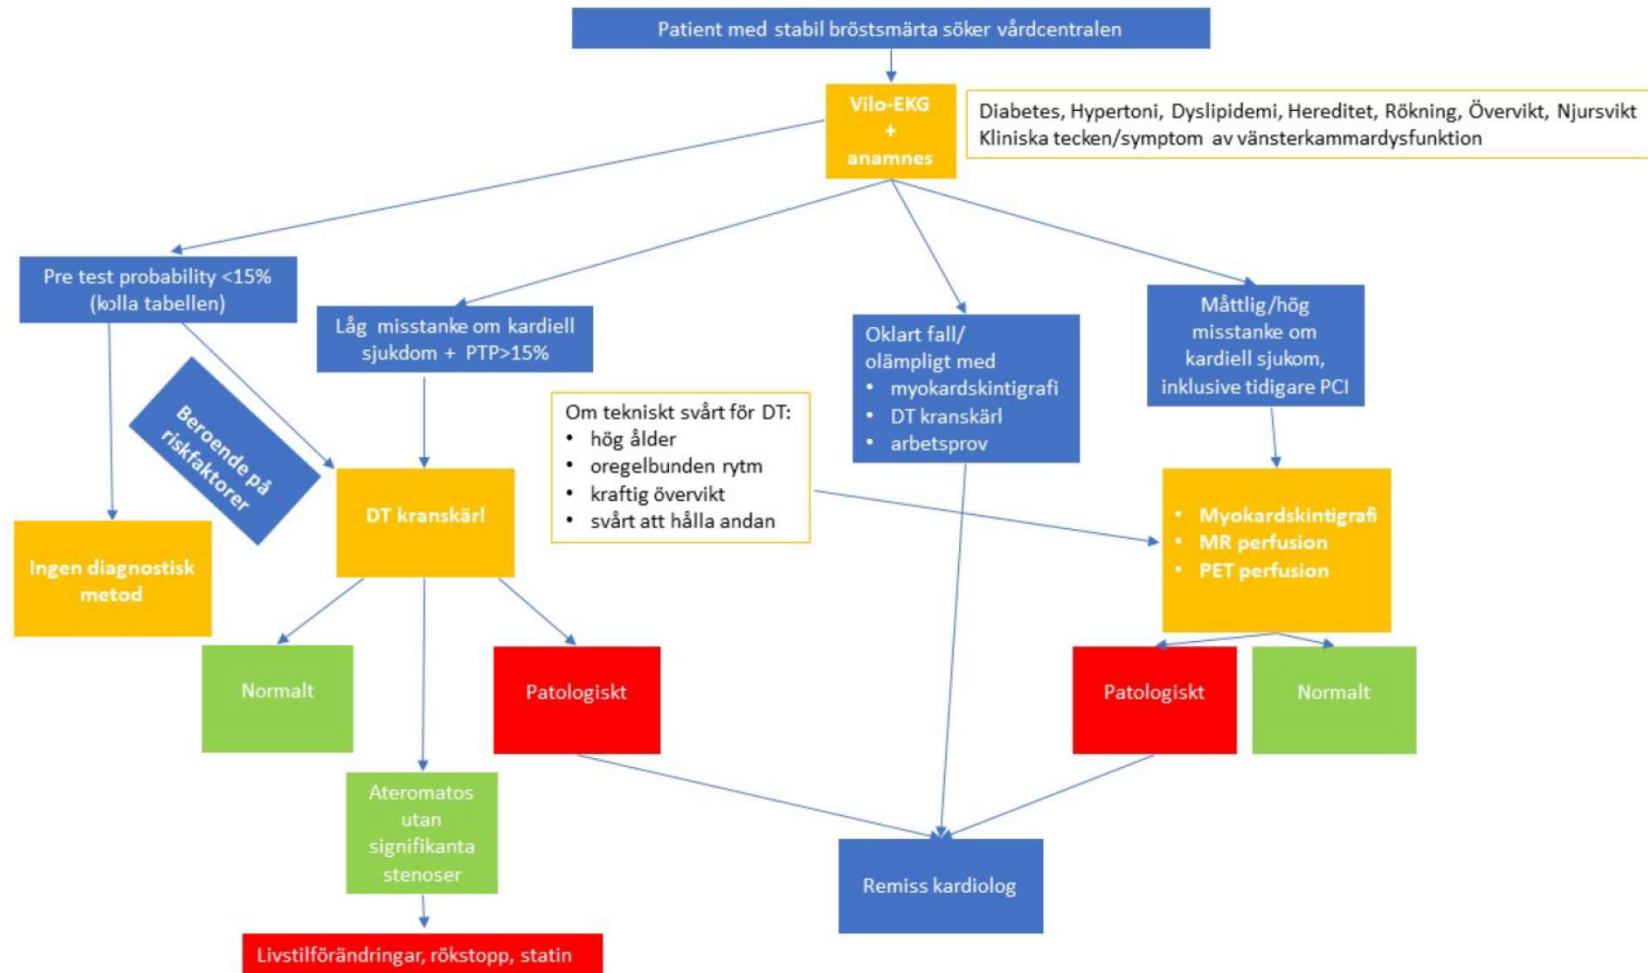 Patient med stabil bröstsmärta söker vårdcentralen
Vilo-EKG
+
anamnes
Diabetes, Hypertoni, Dyslipidemi, Hereditet, Rökning, Övervikt, Njursvikt
Kliniska tecken/symptom av vänsterkammardysfunktion
Pre test probability <15%
(kolla tabellen)
Låg misstanke om kardiell
sjukdom + PTP>15%
Oklart fall/
olämpligt med
• myokardskintigrafi
• DT kranskärl
• arbetsprov
Måttlig/hög
misstanke om
kardiell sjukom,
inklusive tidigare PCI
Beroende på
riskfaktorer
Om tekniskt svårt för DT:
• hög ålder
• oregelbunden rytm
• kraftig övervikt
• svårt att hålla andan
Ingen diagnostisk
metod
DT kranskärl
• Myokardskintigrafi
• MR perfusion
• PET perfusion
Normalt
Patologiskt
Patologiskt
Normalt
Ateromatos
utan
signifikanta
stenoser
Remiss kardiolog
Livstilförändringar, rökstopp, statin